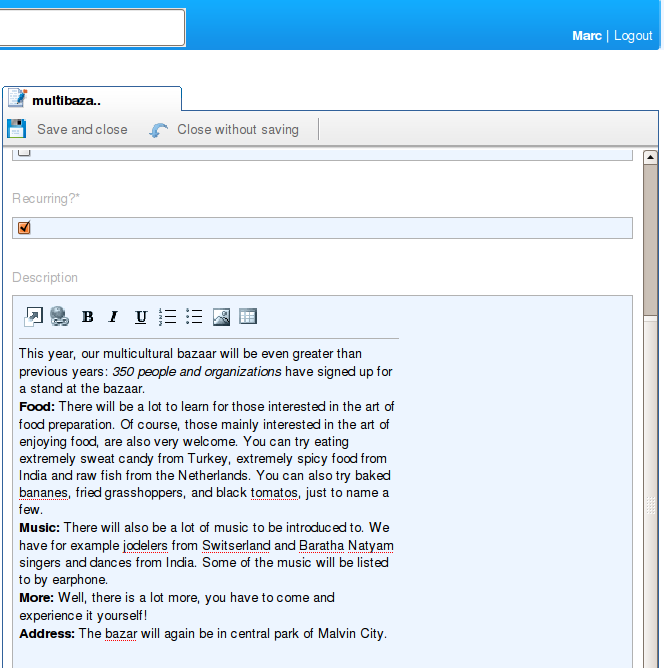 Marc | Logout
multibaza..
Save and close Close without saving
Recurring?*
Description
B I U
This year, our multicultural bazaar will be even greater than
previous years: 350 people and organizations have signed up for
a stand at the bazaar.
Food: There will be a lot to learn for those interested in the art of
food preparation. Of course, those mainly interested in the art of
enjoying food, are also very welcome. You can try eating
extremely sweat candy from Turkey, extremely spicy food from
India and raw fish from the Netherlands. You can also try baked
bananes, fried grasshoppers, and black tomatos, just to name a
few.
Music: There will also be a lot of music to be introduced to. We
have for example jodelers from Switserland and Baratha Natyam
singers and dances from India. Some of the music will be listed
to by earphone.
More: Well, there is a lot more, you have to come and
experience it yourself!
Address: The bazar will again be in central park of Malvin City.